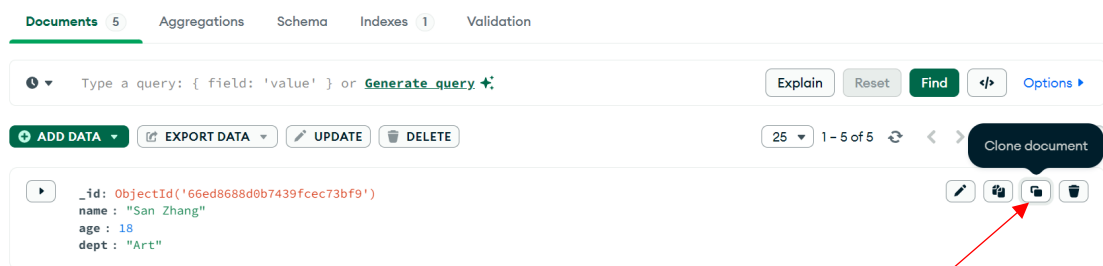 Documents 5 Aggregations Schema Indexes 1 Validation
Type a query: { field: 'value' } or Generate query Explain Reset Find </> Options
ADD DATA EXPORT DATA UPDATE DELETE 25 1 – 5 of 5
Clone document
_id: ObjectId('66ed8688d0b7439fcec73bf9')
name : "San Zhang"
age : 18
dept : "Art"